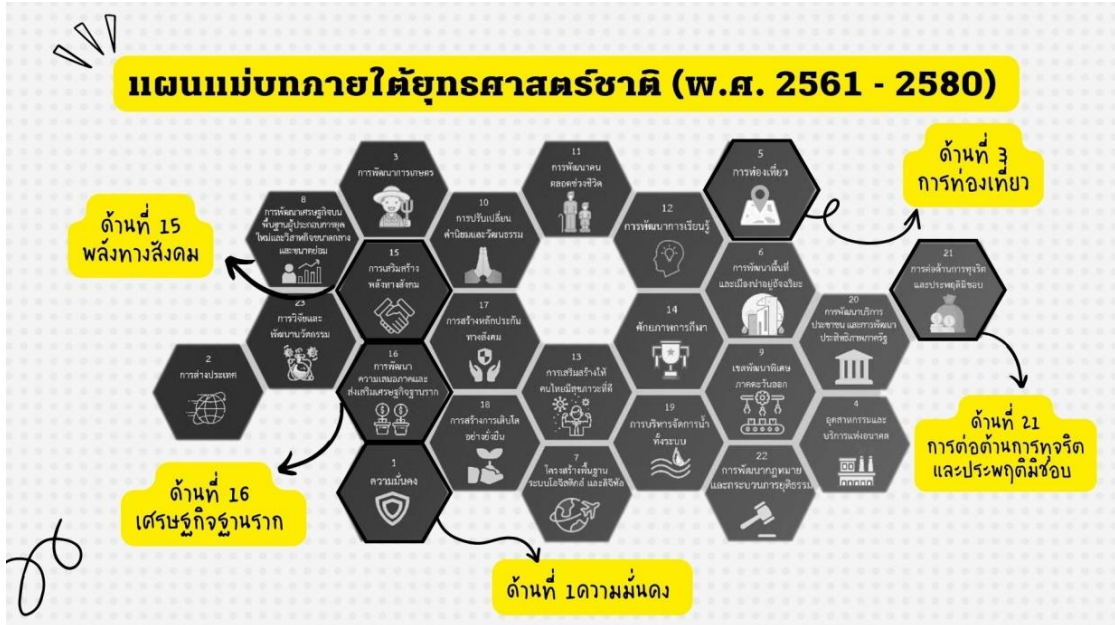 แผนแม่บทภายใต้ยุทธศาสตร์ชาติ (พ.ศ. 2561 - 2580)
ด้านที่ 15
พลังทางสังคม
ด้านที่ 3
การท่องเที่ยว
3
การพัฒนาการเกษตร
11
การพัฒนาคน
ตลอดช่วงชีวิต
5
การท่องเที่ยว
8
การพัฒนาเศรษฐกิจบน
พื้นฐานผู้ประกอบการยุค
ใหม่และวิสาหกิจขนาดกลาง
และขนาดย่อม
10
การปรับเปลี่ยน
ค่านิยมและวัฒนธรรม
12
การพัฒนาการเรียนรู้
15
การเสริมสร้าง
พลังทางสังคม
6
การพัฒนาพื้นที่
และเมืองน่าอยู่อัจฉริยะ
21
การต่อต้านการทุจริต
และประพฤติมิชอบ
23
การวิจัยและ
พัฒนานวัตกรรม
17
การสร้างหลักประกัน
ทางสังคม
14
ศักยภาพการกีฬา
20
การพัฒนาบริการ
ประชาชน และการพัฒนา
ประสิทธิภาพภาครัฐ
2
การต่างประเทศ
16
การพัฒนา
ความเสมอภาคและ
ส่งเสริมเศรษฐกิจฐานราก
13
การเสริมสร้างให้
คนไทยมีสุขภาวะที่ดี
9
เขตพัฒนาพิเศษ
ภาคตะวันออก
18
การสร้างการเติบโต
อย่างยั่งยืน
19
การบริหารจัดการน้ำ
ทั้งระบบ
4
อุตสาหกรรมและ
บริการแห่งอนาคต
1
ความมั่นคง
7
โครงสร้างพื้นฐาน
ระบบโลจิสติกส์ และดิจิทัล
22
การพัฒนากฎหมาย
และกระบวนการยุติธรรม
ด้านที่ 21
การต่อต้านการทุจริต
และประพฤติมิชอบ
ด้านที่ 16
เศรษฐกิจฐานราก
ด้านที่ 1ความมั่นคง